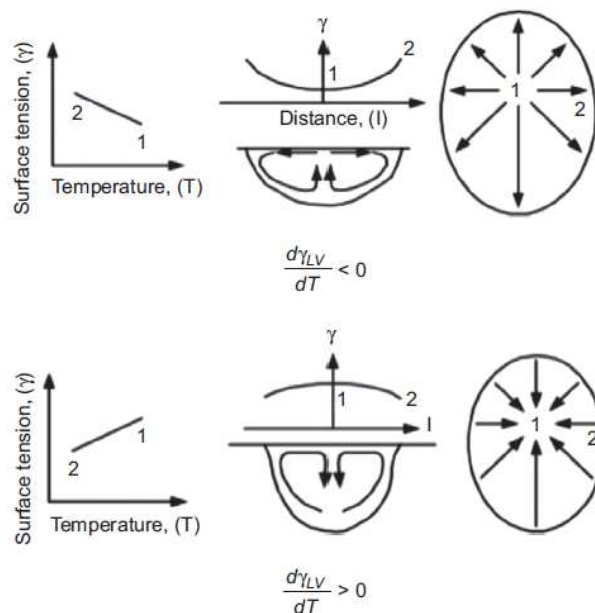 Surface tension, (γ)
2
1
Temperature, (T)
γ
1
2
Distance, (I)
1
2
dγLV
dT
< 0
Surface tension, (γ)
2
1
Temperature, (T)
γ
1
2
I
1
2
dγLV
dT
> 0